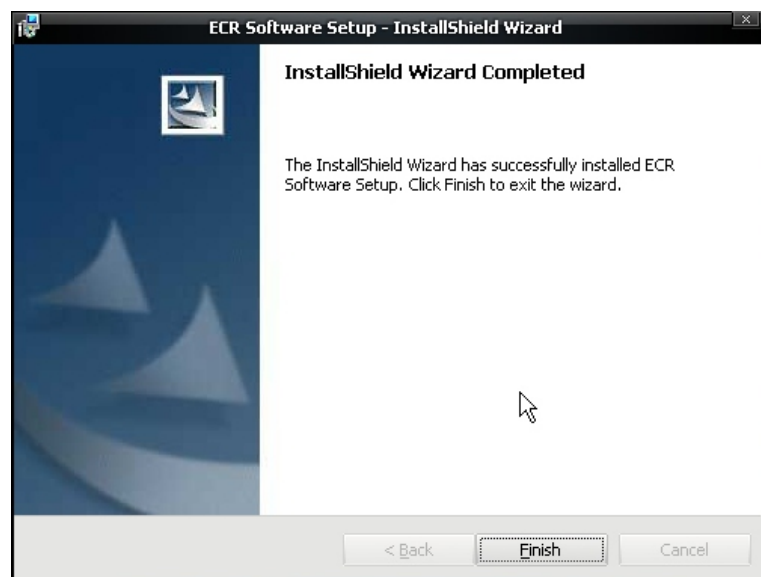 ECR Software Setup - InstallShield Wizard
InstallShield Wizard Completed
The InstallShield Wizard has successfully installed ECR
Software Setup. Click Finish to exit the wizard.
< Back
Finish
Cancel